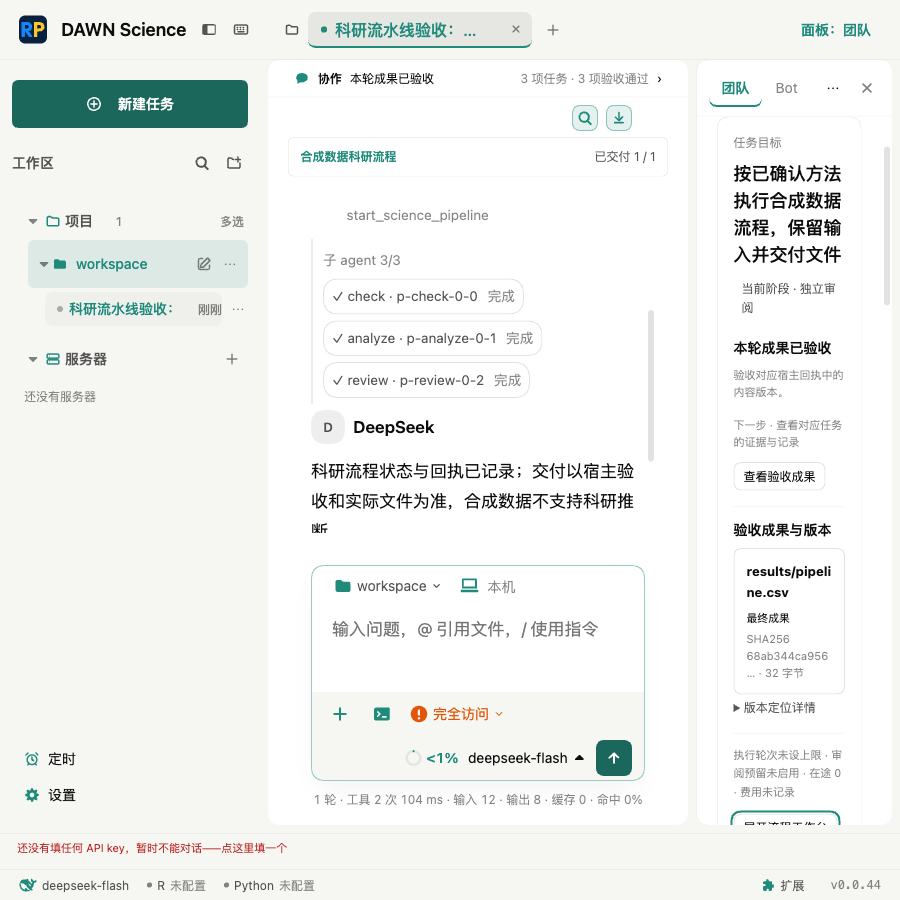 RP DAWN Science
科研流水线验收：...
面板：团队
新建任务
工作区
项目 1 多选
workspace
科研流水线验收： 刚刚
服务器
还没有服务器
定时
设置
协作 本轮成果已验收 3 项任务 · 3 项验收通过 ›
合成数据科研流程 已交付 1 / 1
start_science_pipeline
子 agent 3/3
✓ check · p-check-0-0 完成
✓ analyze · p-analyze-0-1 完成
✓ review · p-review-0-2 完成
D DeepSeek
科研流程状态与回执已记录；交付以宿主验
收和实际文件为准，合成数据不支持科研推
断
workspace 本机
输入问题，@ 引用文件，/ 使用指令
完全访问
<1% deepseek-flash
1 轮 · 工具 2 次 104 ms · 输入 12 · 输出 8 · 缓存 0 · 命中 0%
团队 Bot ...
任务目标
按已确认方法
执行合成数据
流程，保留输
入并交付文件
当前阶段 · 独立审
阅
本轮成果已验收
验收对应宿主回执中的
内容版本。
下一步 · 查看对应任务
的证据与记录
查看验收成果
验收成果与版本
results/pipeli
ne.csv
最终成果
SHA256
68ab344ca956
... · 32 字节
版本定位详情
执行轮次未设上限 · 审
阅预留未启用 · 在途 0
· 费用未记录
展开流程工作台
还没有填任何 API key，暂时不能对话——点这里填一个
deepseek-flash R 未配置 Python 未配置
扩展 v0.0.44